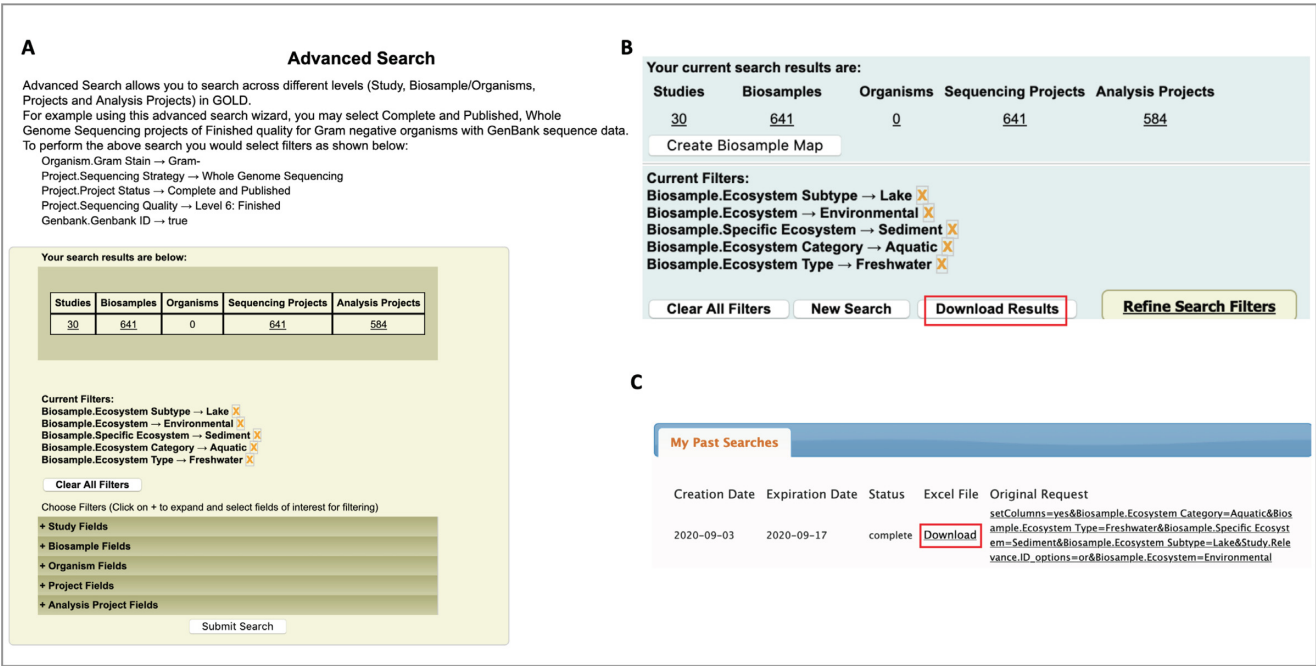 A
Advanced Search
Advanced Search allows you to search across different levels (Study, Biosample/Organisms,
Projects and Analysis Projects) in GOLD.
For example using this advanced search wizard, you may select Complete and Published, Whole
Genome Sequencing projects of Finished quality for Gram negative organisms with GenBank sequence data.
To perform the above search you would select filters as shown below:
Organism.Gram Stain → Gram-
Project.Sequencing Strategy → Whole Genome Sequencing
Project.Project Status → Complete and Published
Project.Sequencing Quality → Level 6: Finished
Genbank.Genbank ID → true
Your search results are below:
Studies Biosamples Organisms Sequencing Projects Analysis Projects
30 641 0 641 584
Current Filters:
Biosample.Ecosystem Subtype → Lake X
Biosample.Ecosystem → Environmental X
Biosample.Specific Ecosystem → Sediment X
Biosample.Ecosystem Category → Aquatic X
Biosample.Ecosystem Type → Freshwater X
Clear All Filters
Choose Filters (Click on + to expand and select fields of interest for filtering)
+ Study Fields
+ Biosample Fields
+ Organism Fields
+ Project Fields
+ Analysis Project Fields
Submit Search
B
Your current search results are:
Studies Biosamples Organisms Sequencing Projects Analysis Projects
30 641 0 641 584
Create Biosample Map
Current Filters:
Biosample.Ecosystem Subtype → Lake X
Biosample.Ecosystem → Environmental X
Biosample.Specific Ecosystem → Sediment X
Biosample.Ecosystem Category → Aquatic X
Biosample.Ecosystem Type → Freshwater X
Clear All Filters New Search Download Results Refine Search Filters
C
My Past Searches
Creation Date Expiration Date Status Excel File Original Request
2020-09-03 2020-09-17 complete Download
setColumns=yes&Biosample.Ecosystem Category=Aquatic&Bios
ample.Ecosystem Type=Freshwater&Biosample.Specific Ecosyst
em=Sediment&Biosample.Ecosystem Subtype=Lake&Study.Rele
vance.ID_options=or&Biosample.Ecosystem=Environmental